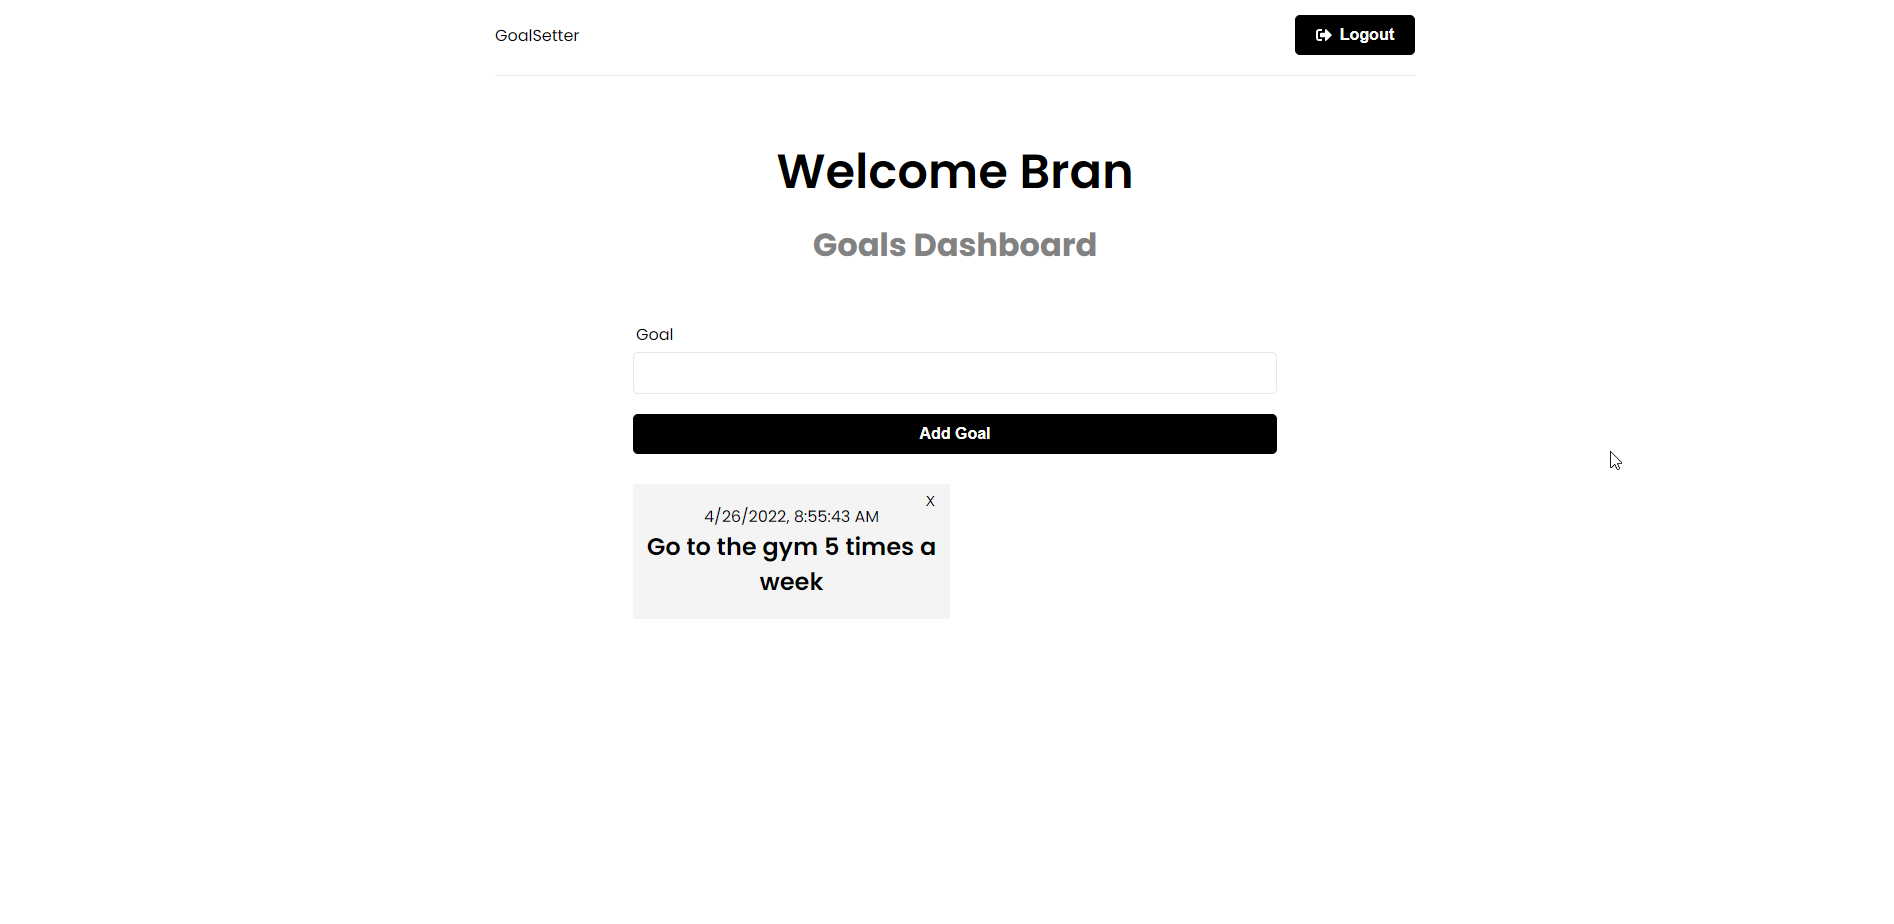 GoalSetter
Logout
Welcome Bran
Goals Dashboard
Goal
Add Goal
X
4/26/2022, 8:55:43 AM
Go to the gym 5 times a
week